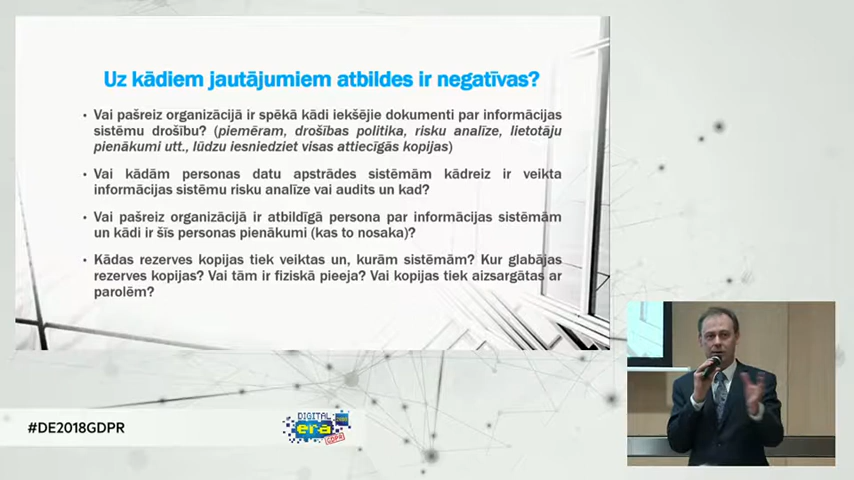 Uz kādiem jautājumiem atbildes ir negatīvas?
• Vai pašreiz organizācijā ir spēkā kādi iekšējie dokumenti par informācijas
sistēmu drošību? (piemēram, drošības politika, risku analīze, lietotāju
pienākumi utt., lūdzu iesniedziet visas attiecīgās kopijas)
• Vai kādām personas datu apstrādes sistēmām kādreiz ir veikta
informācijas sistēmu risku analīze vai audits un kad?
• Vai pašreiz organizācijā ir atbildīgā persona par informācijas sistēmām
un kādi ir šīs personas pienākumi (kas to nosaka)?
• Kādas rezerves kopijas tiek veiktas un, kurām sistēmām? Kur glabājas
rezerves kopijas? Vai tām ir fiziskā pieeja? Vai kopijas tiek aizsargātas ar
parolēm?
#DE2018GDPR
DIGITAL
era
GDPR